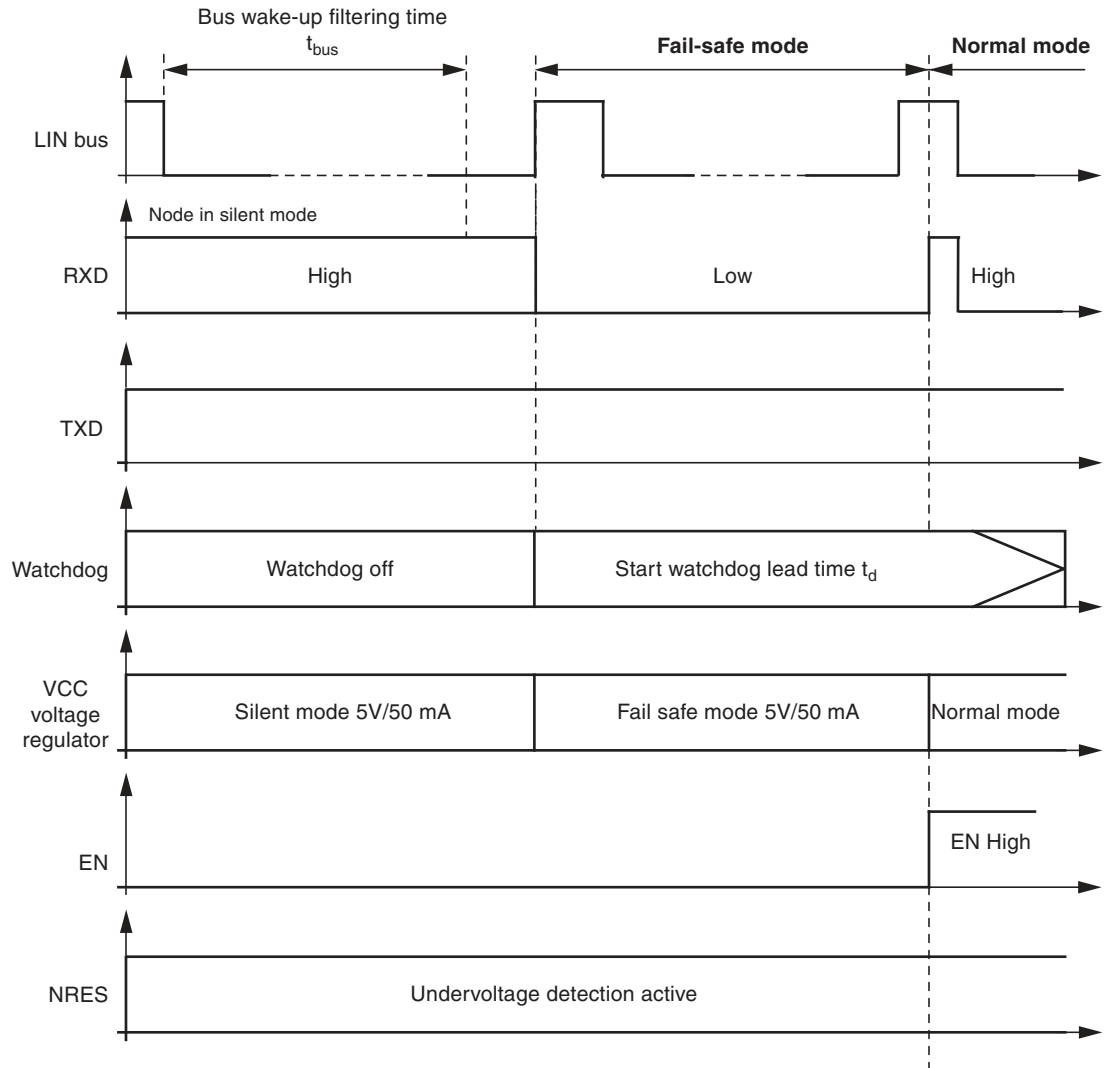 Bus wake-up filtering time
t_bus
Fail-safe mode
Normal mode
LIN bus
Node in silent mode
RXD
High
Low
High
TXD
Watchdog
Watchdog off
Start watchdog lead time t_d
VCC
voltage
regulator
Silent mode 5V/50 mA
Fail safe mode 5V/50 mA
Normal mode
EN
EN High
NRES
Undervoltage detection active